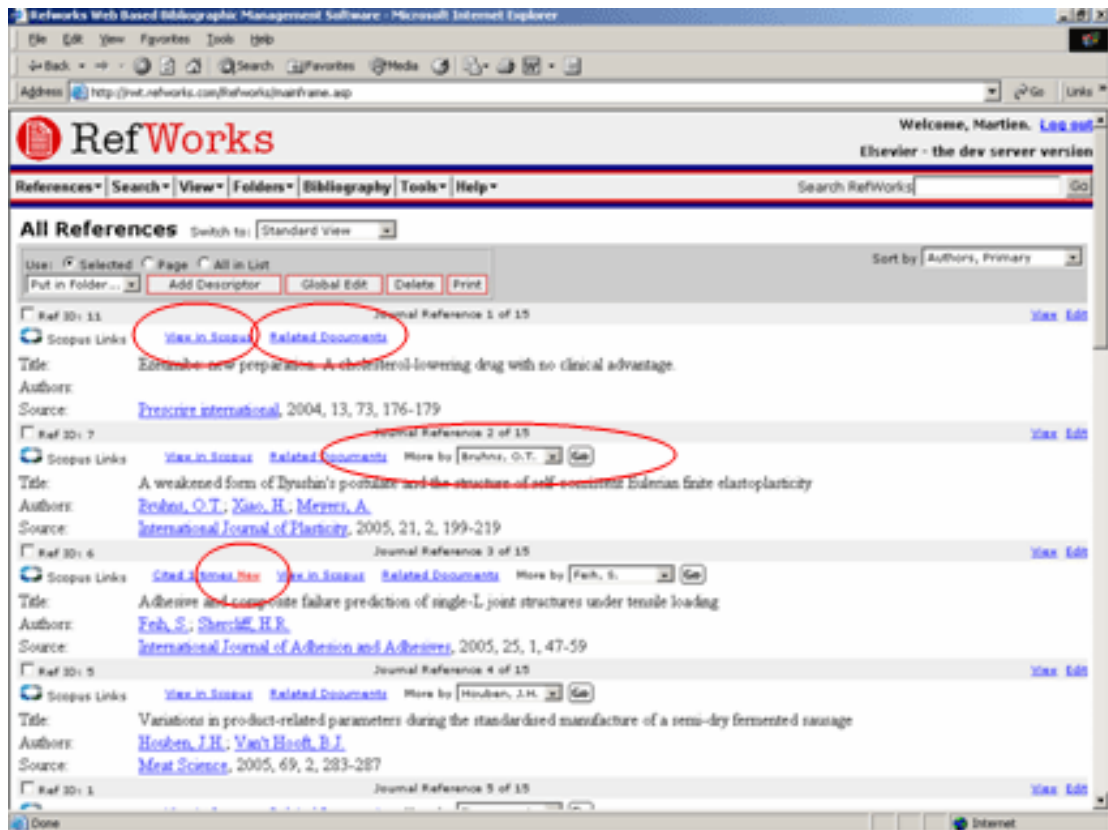 Refworks Web Based Bibliographic Management Software - Microsoft Internet Explorer
File Edit View Favorites Tools Help
Back Search Favorites Media
Address http://rwt.refworks.com/Refworks/mainframe.asp Go Links »
RefWorks
Welcome, Martien. Log out
Elsevier - the dev server version
References Search View Folders Bibliography Tools Help Search RefWorks Go
All References Switch to: Standard View
Use: Selected Page All in List Sort by Authors, Primary
Put in Folder... Add Descriptor Global Edit Delete Print
Ref ID: 11 Journal Reference 1 of 15 View Edit
Scopus Links View in Scopus Related Documents
Title: Ezetimibe: new preparation. A cholesterol-lowering drug with no clinical advantage.
Authors:
Source: Prescrire international, 2004, 13, 73, 176-179
Ref ID: 7 Journal Reference 2 of 15 View Edit
Scopus Links View in Scopus Related Documents More by Bruhns, O.T. Go
Title: A weakened form of Ilyushin's postulate and the structure of self-consistent Eulerian finite elastoplasticity
Authors: Bruhns, O.T.; Xiao, H.; Meyers, A.
Source: International Journal of Plasticity, 2005, 21, 2, 199-219
Ref ID: 6 Journal Reference 3 of 15 View Edit
Scopus Links Cited times New View in Scopus Related Documents More by Feih, S. Go
Title: Adhesive and composite failure prediction of single-L joint structures under tensile loading
Authors: Feih, S.; Shercliff, H.R.
Source: International Journal of Adhesion and Adhesives, 2005, 25, 1, 47-59
Ref ID: 5 Journal Reference 4 of 15 View Edit
Scopus Links View in Scopus Related Documents More by Houben, J.H. Go
Title: Variations in product-related parameters during the standardised manufacture of a semi-dry fermented sausage
Authors: Houben, J.H.; Van't Hooft, B.J.
Source: Meat Science, 2005, 69, 2, 283-287
Ref ID: 1 Journal Reference 5 of 15 View Edit
Done Internet